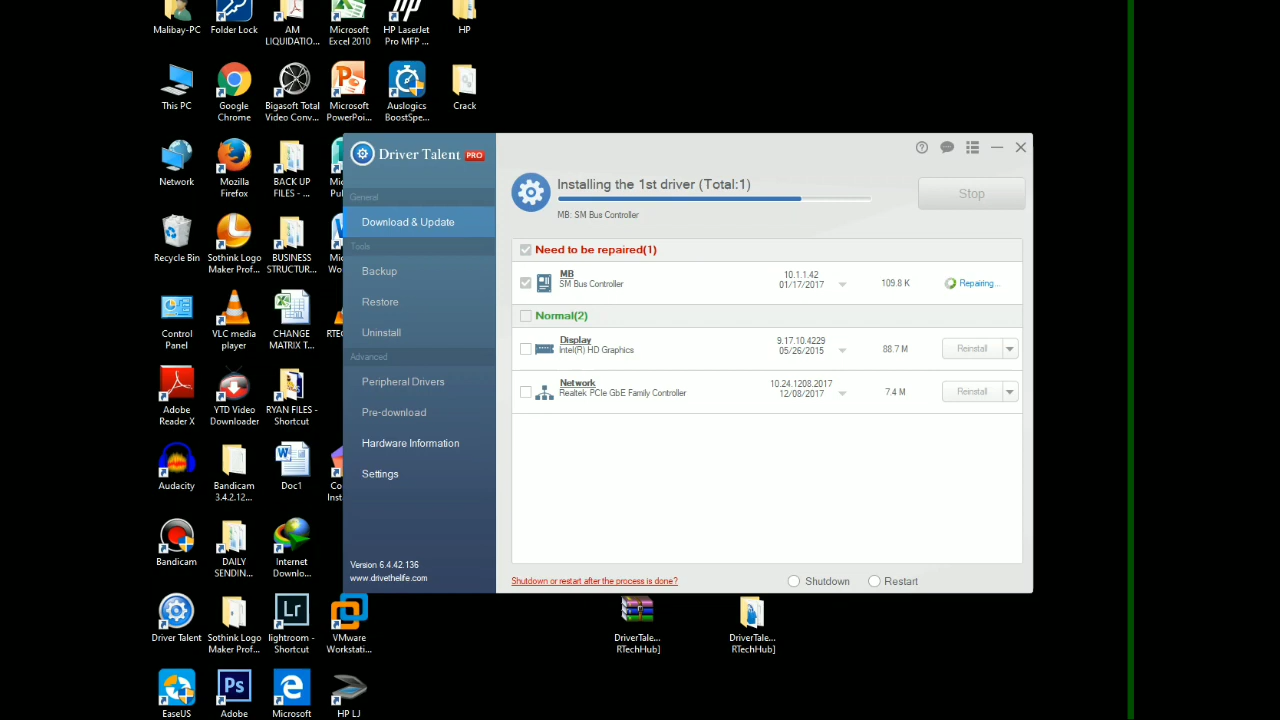 Malibay-PC
Folder Lock
AM
LIQUIDATIO...
Microsoft
Excel 2010
HP LaserJet
Pro MFP ...
HP
This PC
Google
Chrome
Bigasoft Total
Video Conv...
Microsoft
PowerPoi...
Auslogics
BoostSpe...
Crack
Network
Mozilla
Firefox
BACK UP
FILES - ...
Mic
Pu
Recycle Bin
Sothink Logo
Maker Prof...
BUSINESS
STRUCTUR...
Mic
Wo
Control
Panel
VLC media
player
CHANGE
MATRIX T...
RTEC
Adobe
Reader X
YTD Video
Downloader
RYAN FILES -
Shortcut
Audacity
Bandicam
3.4.2.12...
Doc1
Co
Inst
Bandicam
DAILY
SENDIN...
Internet
Downlo...
Driver Talent
Sothink Logo
Maker Prof...
lightroom -
Shortcut
VMware
Workstati...
EaseUS
Adobe
Microsoft
HP LJ
Driver Talent PRO
General
Download & Update
Tools
Backup
Restore
Uninstall
Advanced
Peripheral Drivers
Pre-download
Hardware Information
Settings
Version 6.4.42.136
www.drivethelife.com
Installing the 1st driver (Total:1)
MB: SM Bus Controller
Stop
Need to be repaired(1)
MB
SM Bus Controller
10.1.1.42
01/17/2017
109.8 K
Repairing...
Normal(2)
Display
Intel(R) HD Graphics
9.17.10.4229
05/26/2015
88.7 M
Reinstall
Network
Realtek PCIe GbE Family Controller
10.24.1208.2017
12/08/2017
7.4 M
Reinstall
Shutdown or restart after the process is done?
Shutdown
Restart
DriverTale...
RTechHub]
DriverTale...
RTechHub]